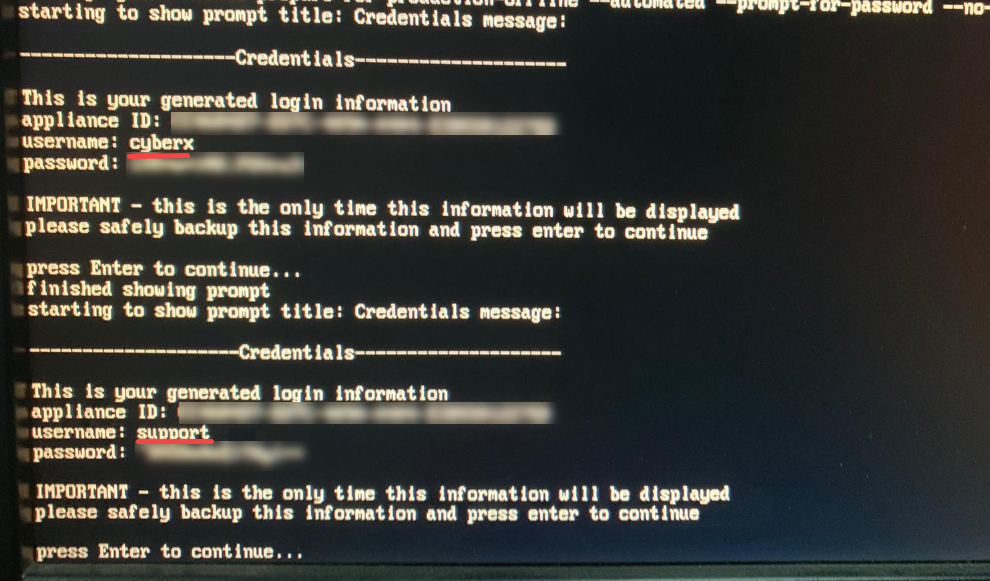 --automated --prompt-for-password --no-
starting to show prompt title: Credentials message:
--------------------Credentials--------------------
This is your generated login information
appliance ID:
username: cyberx
password:
IMPORTANT - this is the only time this information will be displayed
please safely backup this information and press enter to continue
press Enter to continue...
finished showing prompt
starting to show prompt title: Credentials message:
--------------------Credentials--------------------
This is your generated login information
appliance ID:
username: support
password:
IMPORTANT - this is the only time this information will be displayed
please safely backup this information and press enter to continue
press Enter to continue...